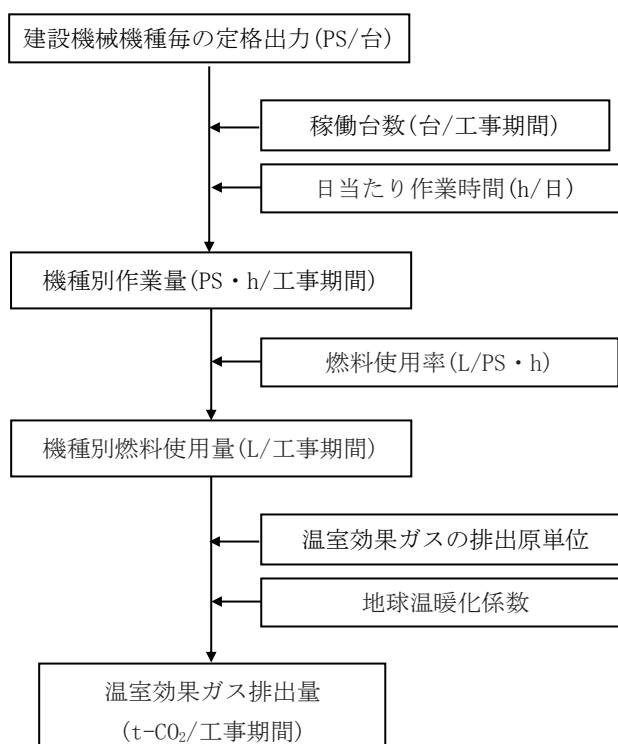 建設機械機種毎の定格出力(PS/台)
稼働台数(台/工事期間)
日当たり作業時間(h/日)
機種別作業量(PS・h/工事期間)
燃料使用率(L/PS・h)
機種別燃料使用量(L/工事期間)
温室効果ガスの排出原単位
地球温暖化係数
温室効果ガス排出量
(t-CO₂/工事期間)